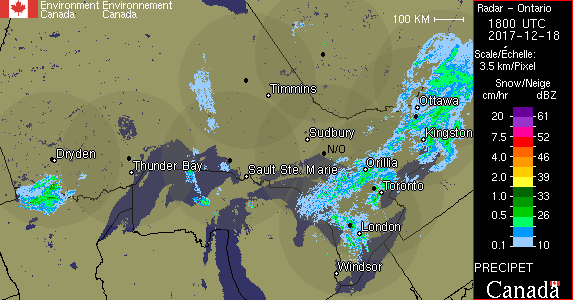 Environment Environnement
Canada Canada
100 KM
Timmins
Ottawa
Kingston
Sudbury
N/O
Dryden
Thunder Bay
Sault Ste. Marie
Orillia
Toronto
London
Windsor
Radar - Ontario
1800 UTC
2017-12-18
Scale/Échelle:
3.5 km/Pixel
Snow/Neige
cm/hr dBZ
20 61
7.5 52
4.0 46
2.0 39
1.0 33
0.5 26
0.1 10
PRECIPET
Canada